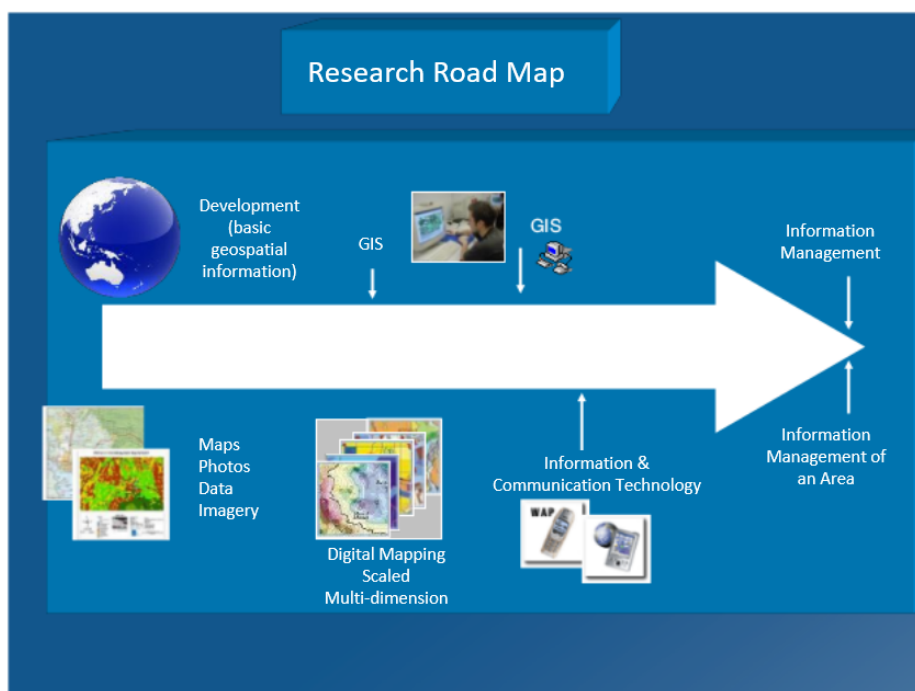 Research Road Map
Development
(basic
geospatial
information)
GIS
GIS
Information
Management
Maps
Photos
Data
Imagery
Digital Mapping
Scaled
Multi-dimension
Information &
Communication Technology
WAP
Information
Management of
an Area